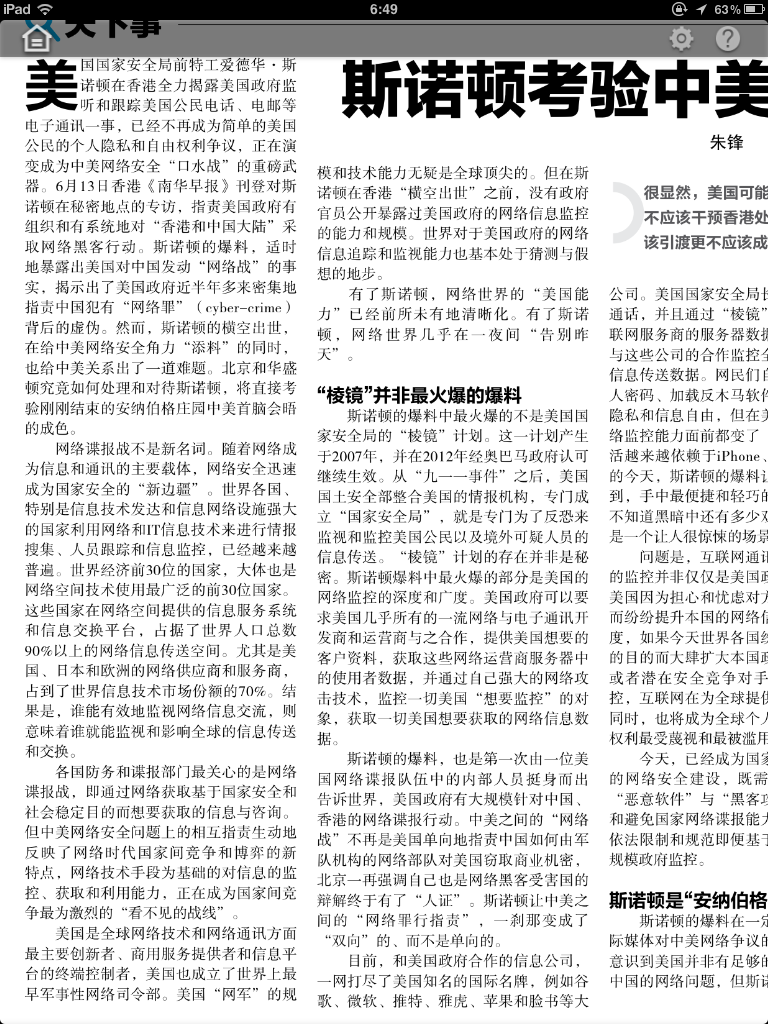 iPad
6:49
63%
天下事
斯诺顿考验中美
朱锋
美国国家安全局前特工爱德华·斯
诺顿在香港全力揭露美国政府监
听和跟踪美国公民电话、电邮等
电子通讯一事，已经不再成为简单的美国
公民的个人隐私和自由权利争议，正在演
变成为中美网络安全“口水战”的重磅武
器。6月13日香港《南华早报》刊登对斯
诺顿在秘密地点的专访，指责美国政府有
组织和有系统地对“香港和中国大陆”采
取网络黑客行动。斯诺顿的爆料，适时
地暴露出美国对中国发动“网络战”的事
实，揭示出了美国政府近半年多来密集地
指责中国犯有“网络罪”（cyber-crime）
背后的虚伪。然而，斯诺顿的横空出世，
在给中美网络安全角力“添料”的同时，
也给中美关系出了一道难题。北京和华盛
顿究竟如何处理和对待斯诺顿，将直接考
验刚刚结束的安纳伯格庄园中美首脑会晤
的成色。
网络谍报战不是新名词。随着网络成
为信息和通讯的主要载体，网络安全迅速
成为国家安全的“新边疆”。世界各国、
特别是信息技术发达和信息网络设施强大
的国家利用网络和IT信息技术来进行情报
搜集、人员跟踪和信息监控，已经越来越
普遍。世界经济前30位的国家，大体也是
网络空间技术使用最广泛的前30位国家。
这些国家在网络空间提供的信息服务系统
和信息交换平台，占据了世界人口总数
90%以上的网络信息传送空间。尤其是美
国、日本和欧洲的网络供应商和服务商，
占到了世界信息技术市场份额的70%。结
果是，谁能有效地监视网络信息交流，则
意味着谁就能监视和影响全球的信息传送
和交换。
各国防务和谍报部门最关心的是网络
谍报战，即通过网络获取基于国家安全和
社会稳定目的而想要获取的信息与咨询。
但中美网络安全问题上的相互指责生动地
反映了网络时代国家间竞争和博弈的新
特点，网络技术手段为基础的对信息的监
控、获取和利用能力，正在成为国家间竞
争最为激烈的“看不见的战线”。
美国是全球网络技术和网络通讯方面
最主要创新者、商用服务提供者和信息平
台的终端控制者，美国也成立了世界上最
早军事性网络司令部。美国“网军”的规
模和技术能力无疑是全球顶尖的。但在斯
诺顿在香港“横空出世”之前，没有政府
官员公开暴露过美国政府的网络信息监控
的能力和规模。世界对于美国政府的网络
信息追踪和监视能力也基本处于猜测与假
想的地步。
有了斯诺顿，网络世界的“美国能
力”已经前所未有地清晰化。有了斯诺
顿，网络世界几乎在一夜间“告别昨
天”。
“棱镜”并非最火爆的爆料
斯诺顿的爆料中最火爆的不是美国国
家安全局的“棱镜”计划。这一计划产生
于2007年，并在2012年经奥巴马政府认可
继续生效。从“九一一事件”之后，美国
国土安全部整合美国的情报机构，专门成
立“国家安全局”，就是专门为了反恐来
监视和监控美国公民以及境外可疑人员的
信息传送。“棱镜”计划的存在并非是秘
密。斯诺顿爆料中最火爆的部分是美国的
网络监控的深度和广度。美国政府可以要
求美国几乎所有的一流网络与电子通讯开
发商和运营商与之合作，提供美国想要的
客户资料，获取这些网络运营商服务器中
的使用者数据，并通过自己强大的网络攻
击技术，监控一切美国“想要监控”的对
象，获取一切美国想要获取的网络信息数
据。
斯诺顿的爆料，也是第一次由一位美
国网络谍报队伍中的内部人员挺身而出
告诉世界，美国政府有大规模针对中国、
香港的网络谍报行动。中美之间的“网络
战”不再是美国单向地指责中国如何由军
队机构的网络部队对美国窃取商业机密，
北京一再强调自己也是网络黑客受害国的
辩解终于有了“人证”。斯诺顿让中美之
间的“网络罪行指责”，一刹那变成了
“双向”的、而不是单向的。
目前，和美国政府合作的信息公司，
一网打尽了美国知名的国际名牌，例如谷
歌、微软、推特、雅虎、苹果和脸书等大
很显然，美国可能
不应该干预香港处
该引渡更不应该成
公司。美国国家安全局长
通话，并且通过“棱镜”
联网服务商的服务器数据
与这些公司的合作监控全
信息传送数据。网民们自
人密码、加载反木马软件
隐私和信息自由，但在美
络监控能力面前都变了
活越来越依赖于iPhone、
的今天，斯诺顿的爆料让
到，手中最便捷和轻巧的
不知道黑暗中还有多少双
是一个让人很惊悚的场景
问题是，互联网通讯
的监控并非仅仅是美国政
美国因为担心和忧虑对方
而纷纷提升本国的网络信
度，如果今天世界各国纷
的目的而大肆扩大本国政
或者潜在安全竞争对手
控，互联网在为全球提供
同时，也将成为全球个人
权利最受蔑视和最被滥用
今天，已经成为国家
的网络安全建设，既需
“恶意软件”与“黑客攻
和避免国家网络谍报能力
依法限制和规范即便基于
规模政府监控。
斯诺顿是“安纳伯格
斯诺顿的爆料在一定
际媒体对中美网络争议的
意识到美国并非有足够的
中国的网络问题，但斯诺